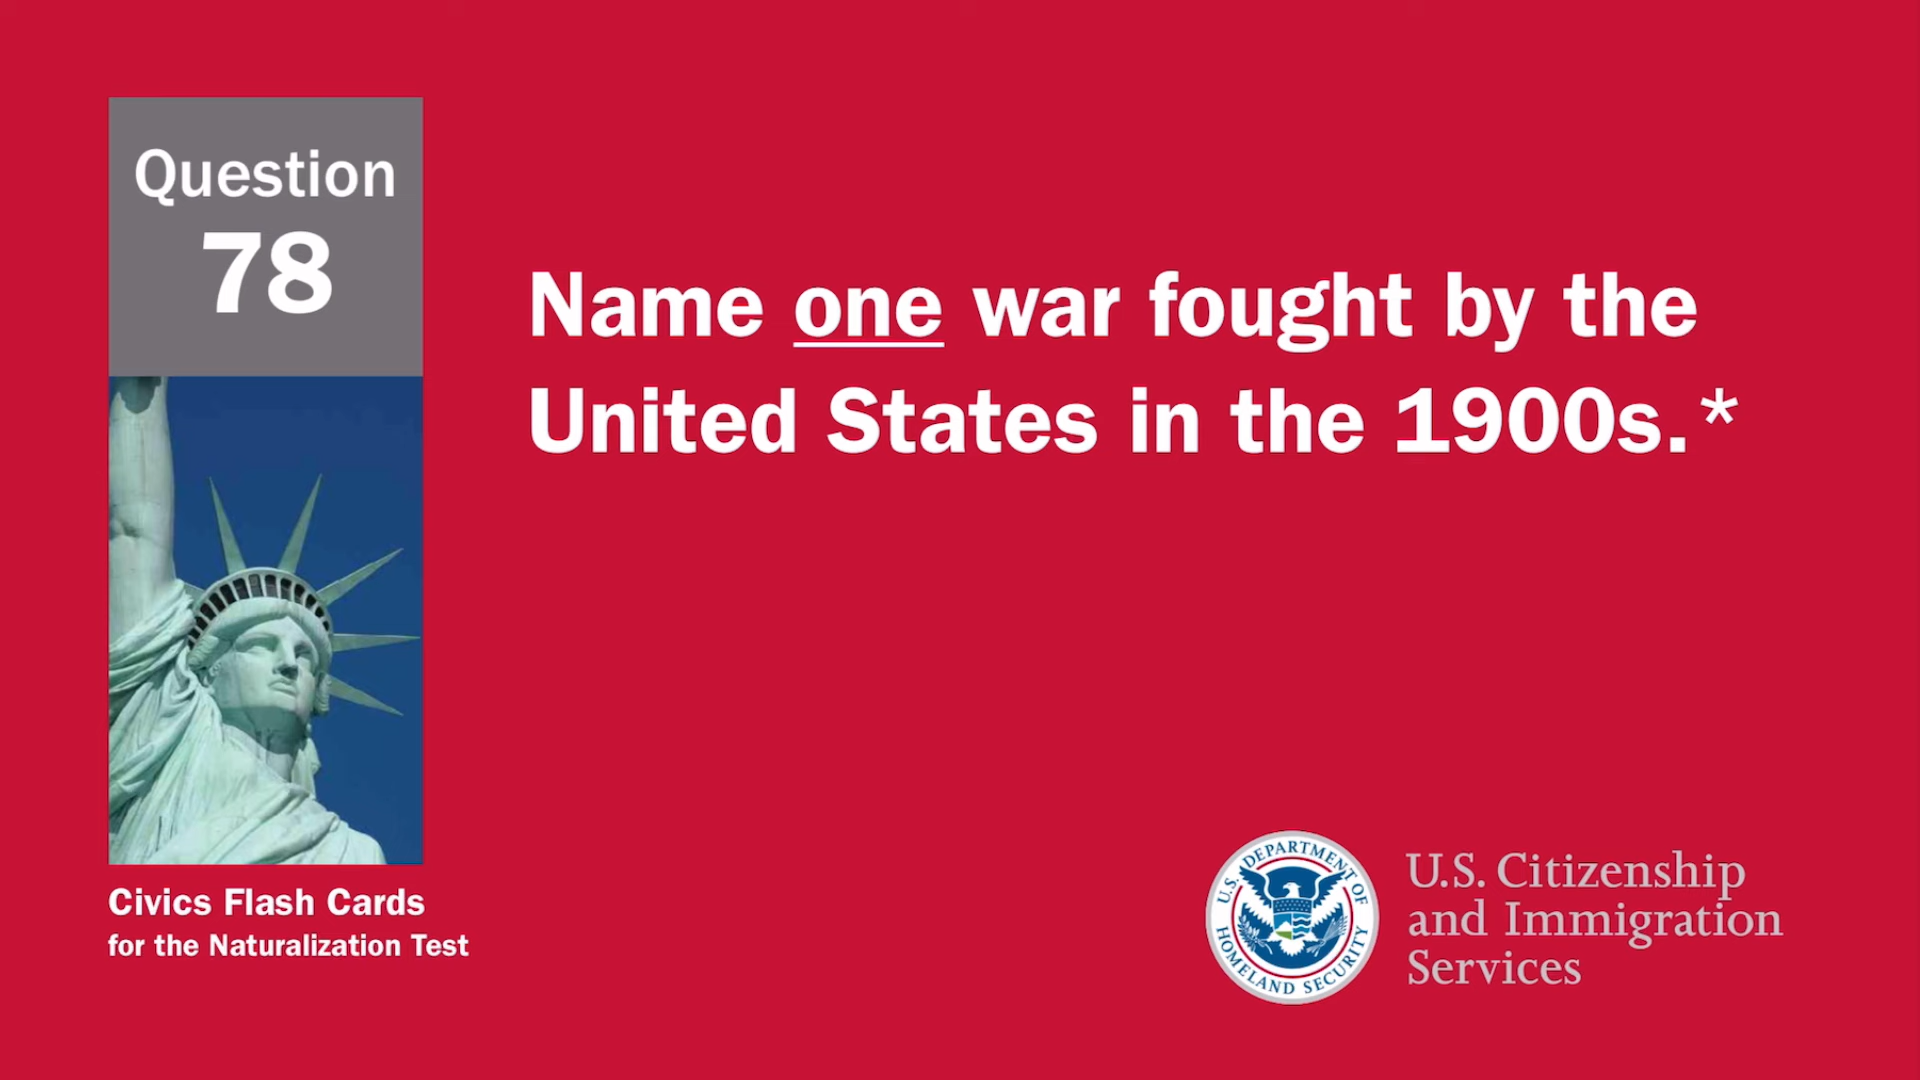 Question
78
Name one war fought by the
United States in the 1900s.*
Civics Flash Cards
for the Naturalization Test
U.S. DEPARTMENT OF
HOMELAND SECURITY
U.S. Citizenship
and Immigration
Services